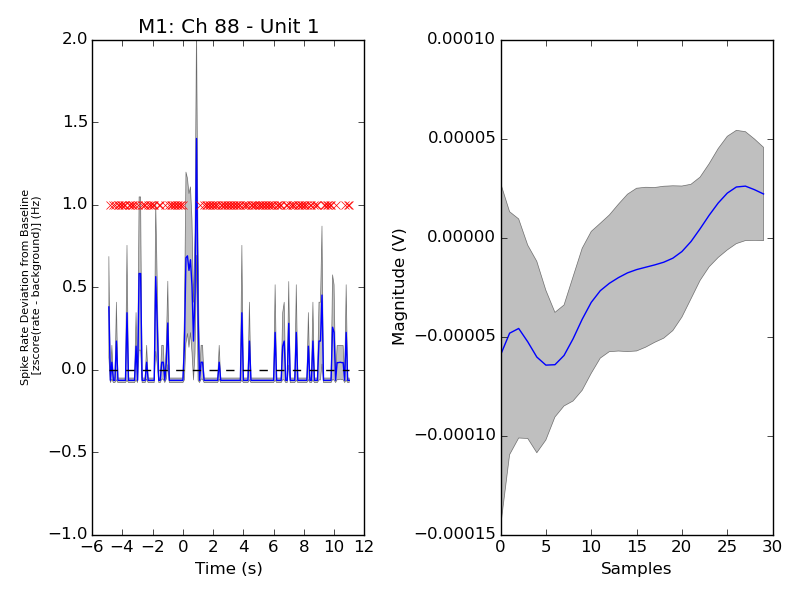 M1: Ch 88 - Unit 1
2.0
1.5
1.0
0.5
0.0
−0.5
−1.0
−6 −4 −2 0 2 4 6 8 10 12
Time (s)
Spike Rate Deviation from Baseline
[zscore(rate - background)] (Hz)
0.00010
0.00005
0.00000
−0.00005
−0.00010
−0.00015
0 5 10 15 20 25 30
Samples
Magnitude (V)